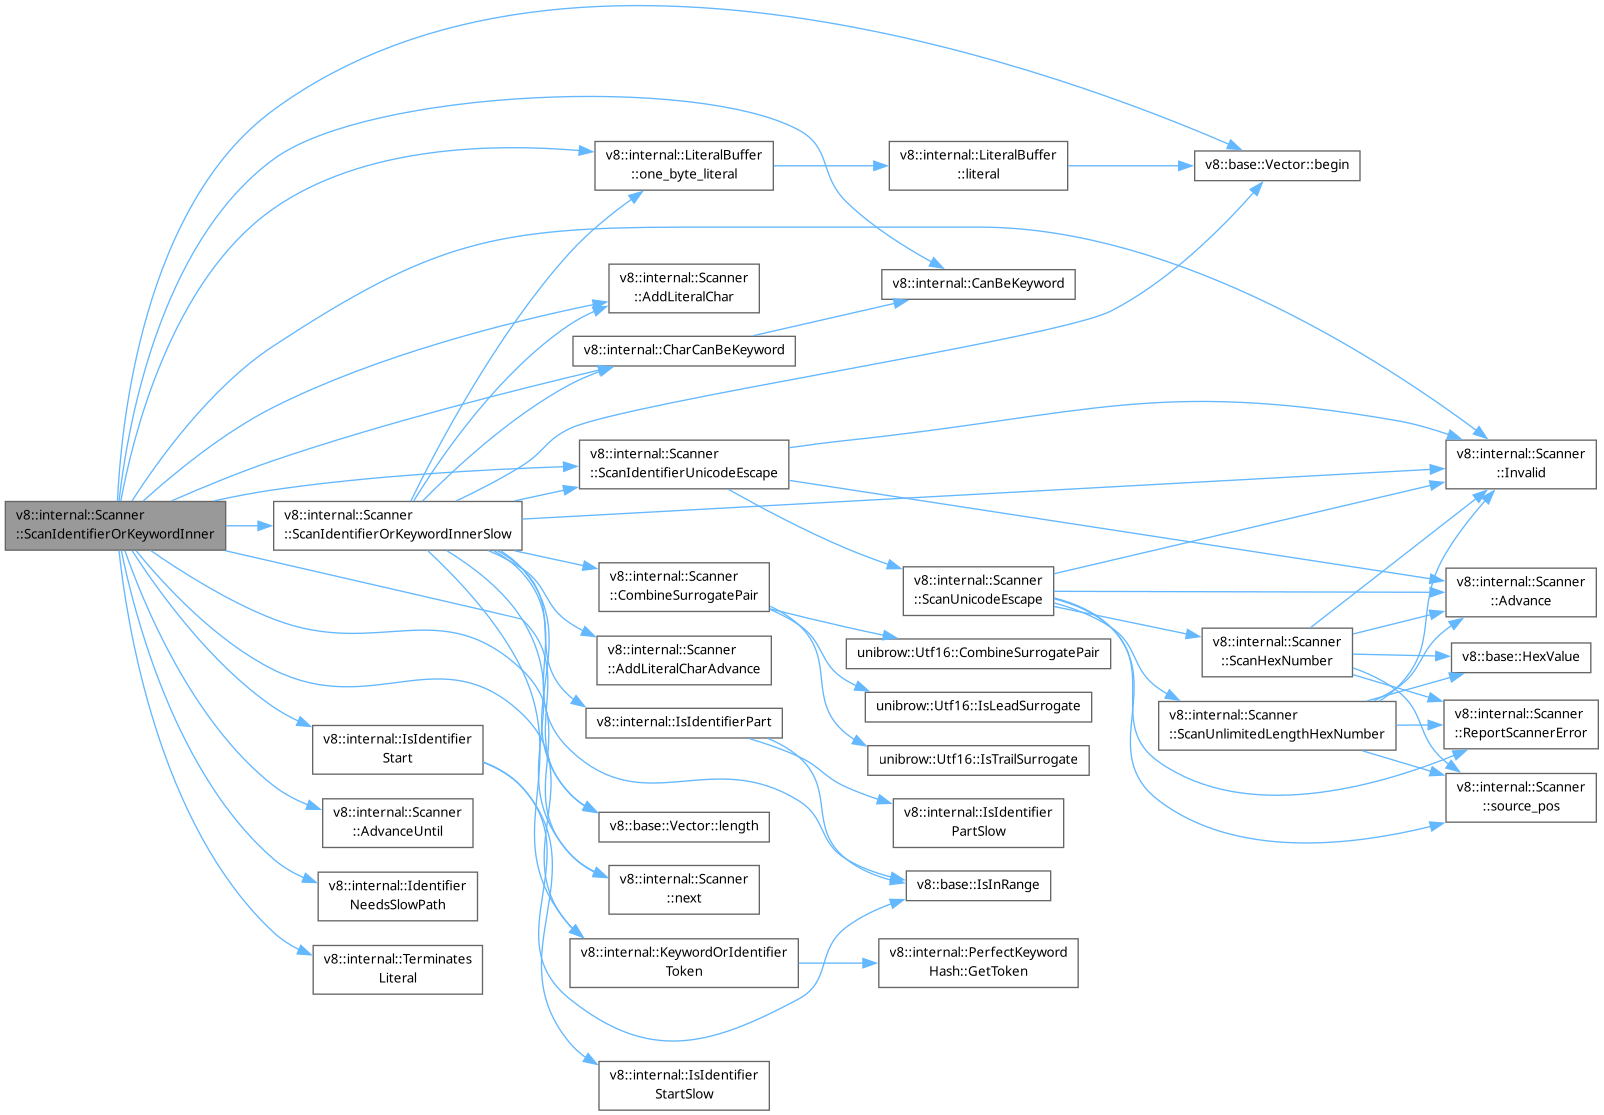 v8::internal::Scanner
::ScanIdentifierOrKeywordInner
v8::internal::Scanner
::ScanIdentifierOrKeywordInnerSlow
v8::internal::IsIdentifier
Start
v8::internal::Scanner
::AdvanceUntil
v8::internal::Identifier
NeedsSlowPath
v8::internal::Terminates
Literal
v8::internal::LiteralBuffer
::one_byte_literal
v8::internal::Scanner
::AddLiteralChar
v8::internal::CharCanBeKeyword
v8::internal::Scanner
::ScanIdentifierUnicodeEscape
v8::internal::Scanner
::CombineSurrogatePair
v8::internal::Scanner
::AddLiteralCharAdvance
v8::internal::IsIdentifierPart
v8::base::Vector::length
v8::internal::Scanner
::next
v8::internal::KeywordOrIdentifier
Token
v8::internal::IsIdentifier
StartSlow
v8::internal::LiteralBuffer
::literal
v8::internal::CanBeKeyword
v8::internal::Scanner
::ScanUnicodeEscape
unibrow::Utf16::CombineSurrogatePair
unibrow::Utf16::IsLeadSurrogate
unibrow::Utf16::IsTrailSurrogate
v8::internal::IsIdentifier
PartSlow
v8::base::IsInRange
v8::internal::PerfectKeyword
Hash::GetToken
v8::base::Vector::begin
v8::internal::Scanner
::ScanHexNumber
v8::internal::Scanner
::ScanUnlimitedLengthHexNumber
v8::internal::Scanner
::Invalid
v8::internal::Scanner
::Advance
v8::base::HexValue
v8::internal::Scanner
::ReportScannerError
v8::internal::Scanner
::source_pos